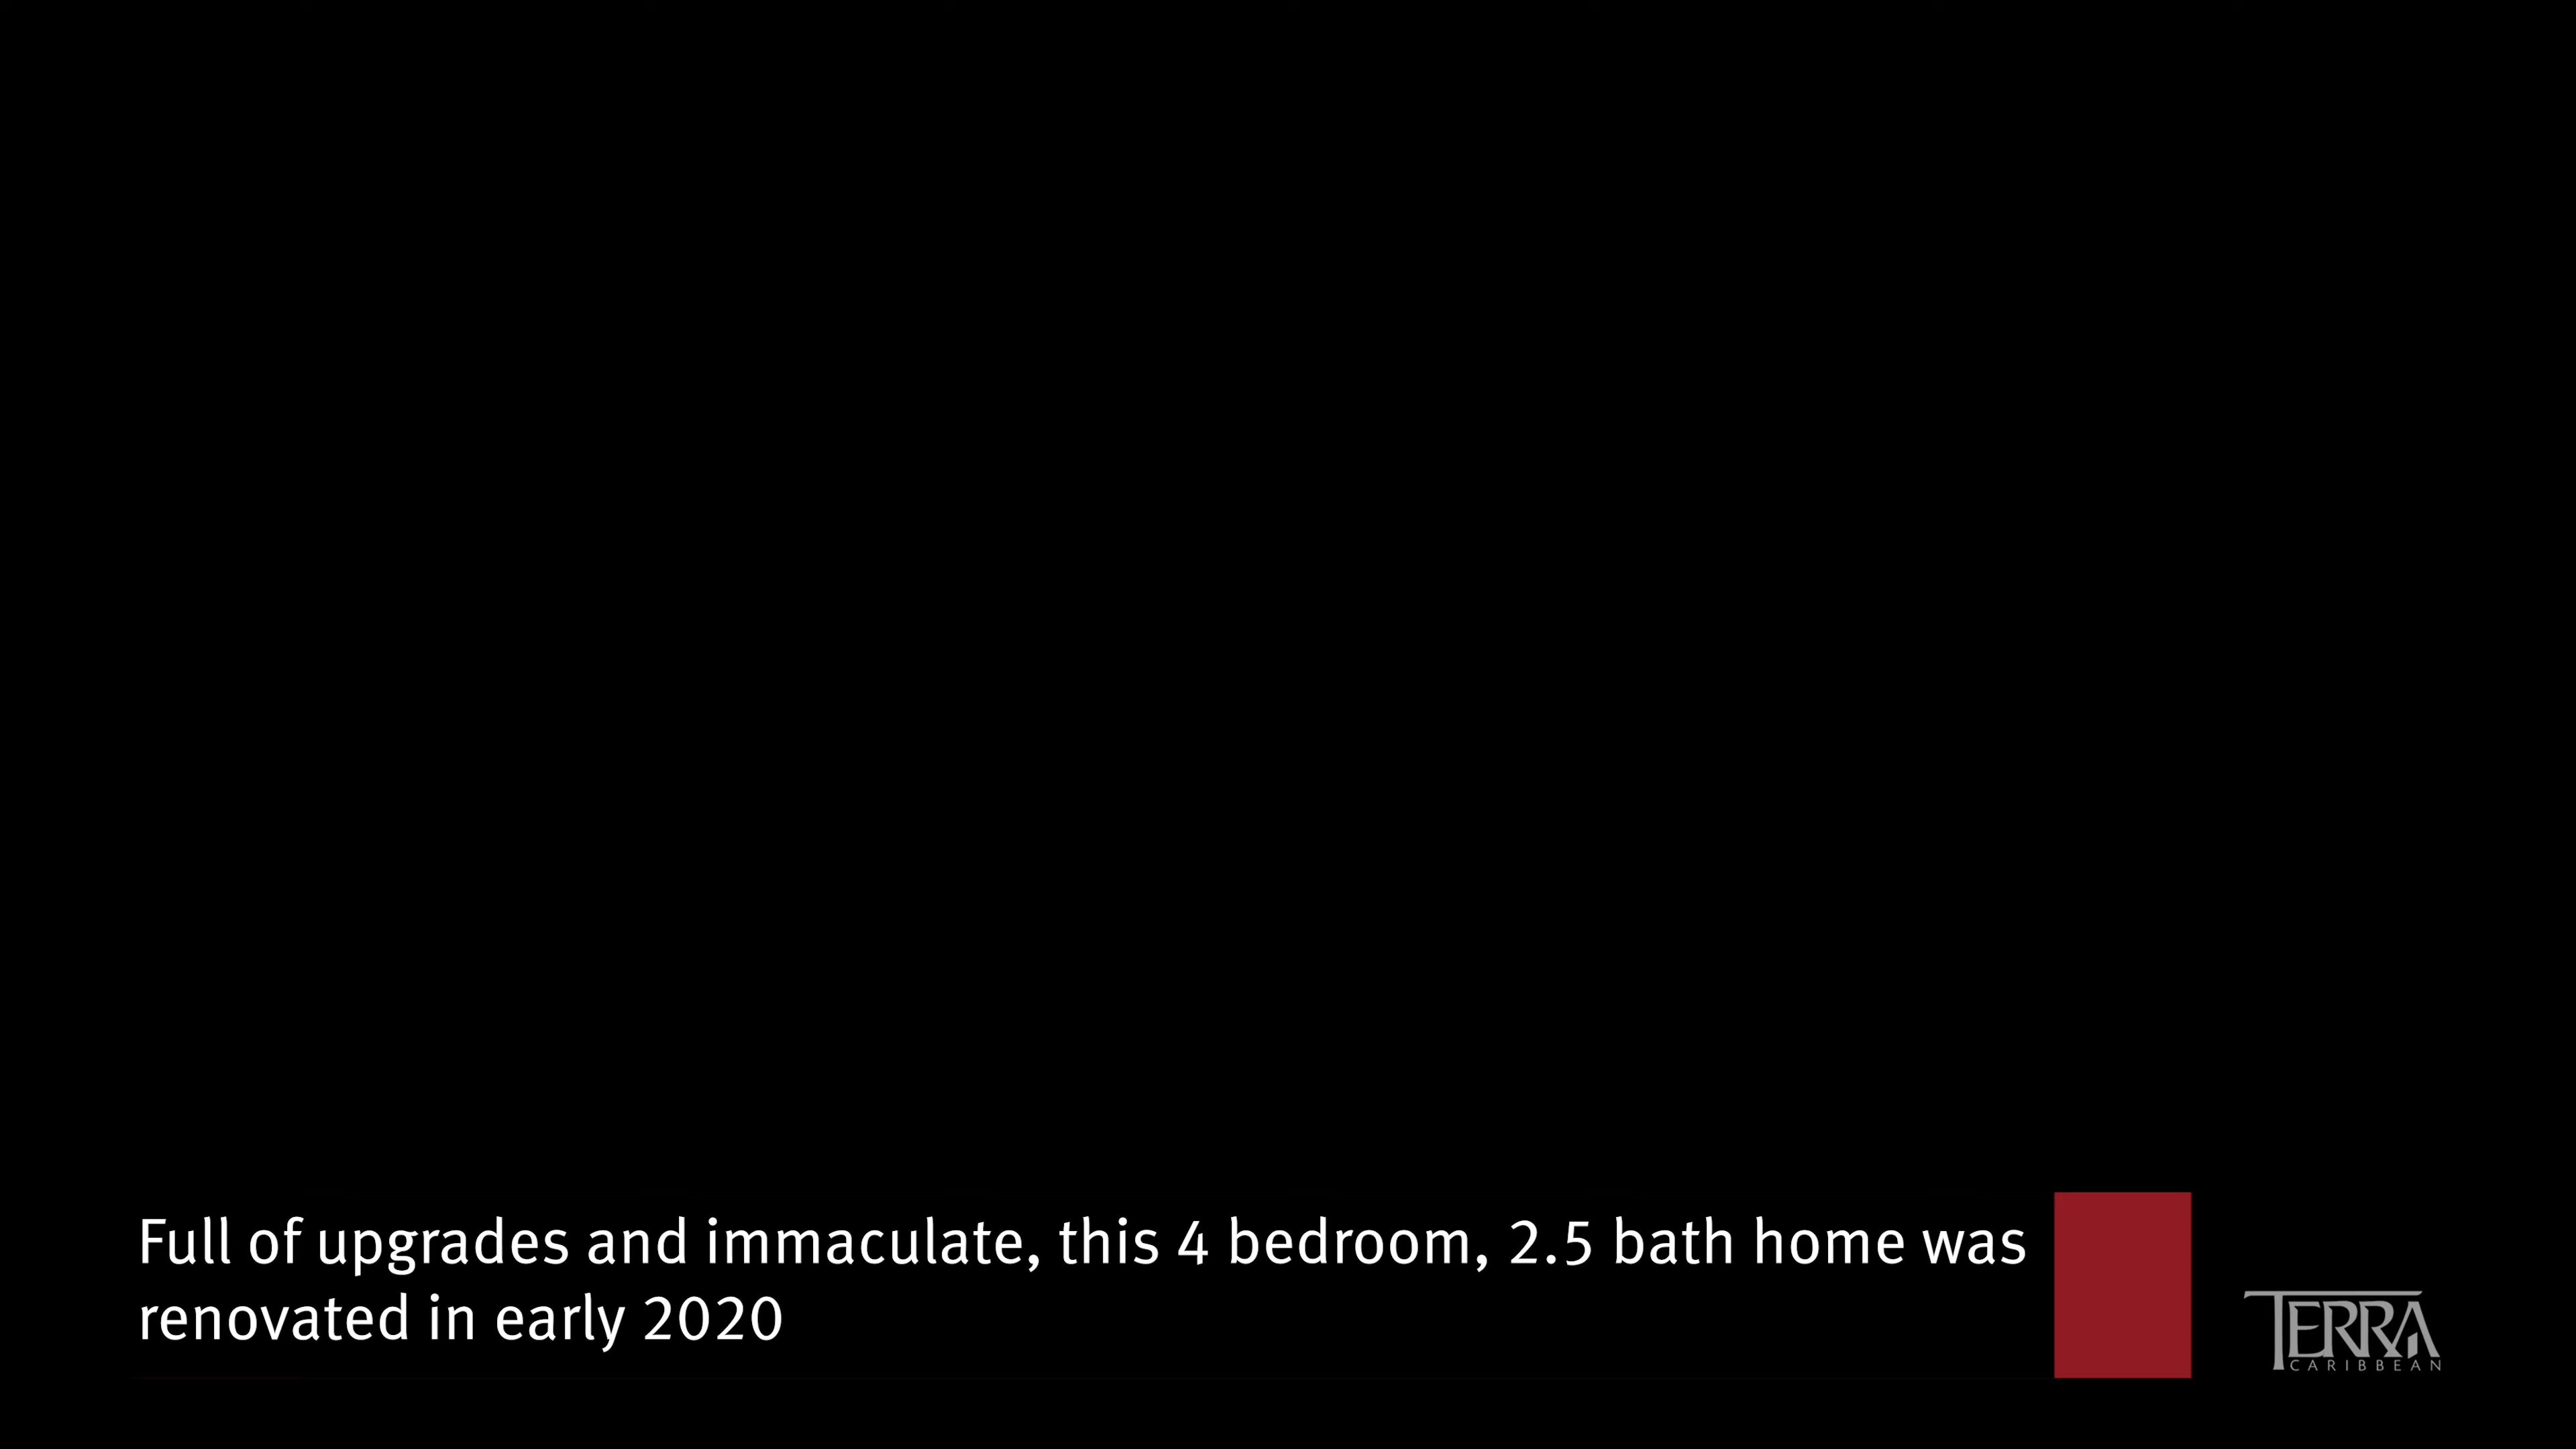 Full of upgrades and immaculate, this 4 bedroom, 2.5 bath home was
renovated in early 2020
TERRA
CARIBBEAN